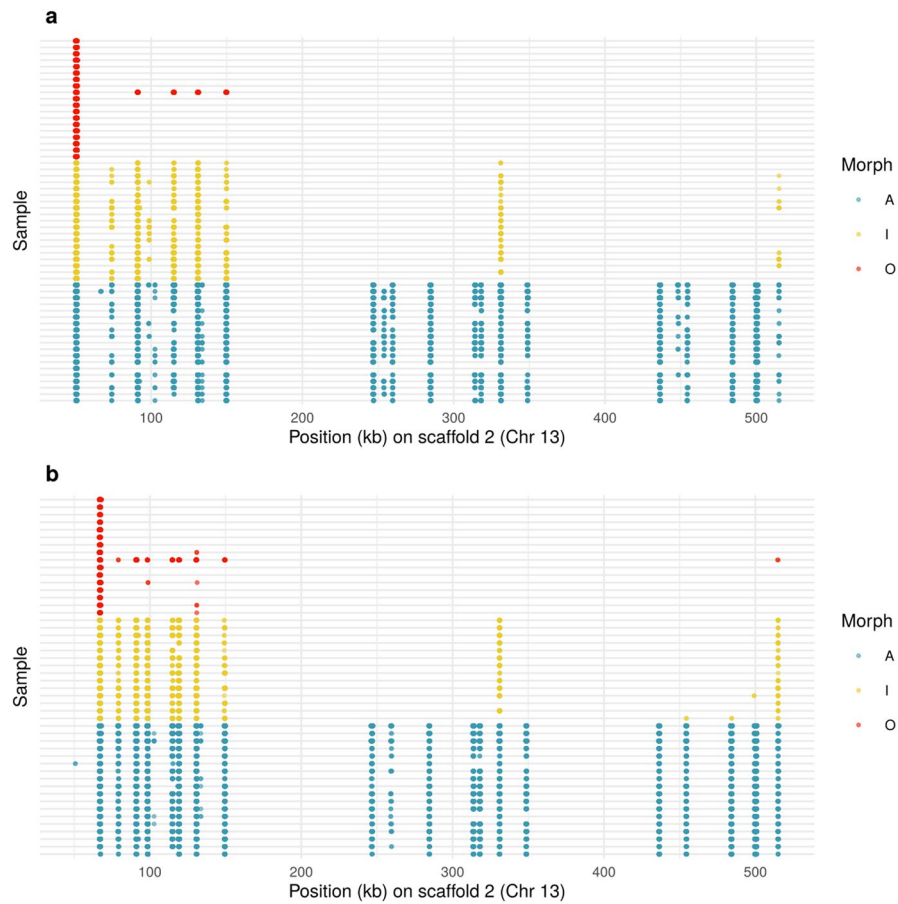 a
Sample
Morph
A
I
O
100 200 300 400 500
Position (kb) on scaffold 2 (Chr 13)
b
Sample
Morph
A
I
O
100 200 300 400 500
Position (kb) on scaffold 2 (Chr 13)